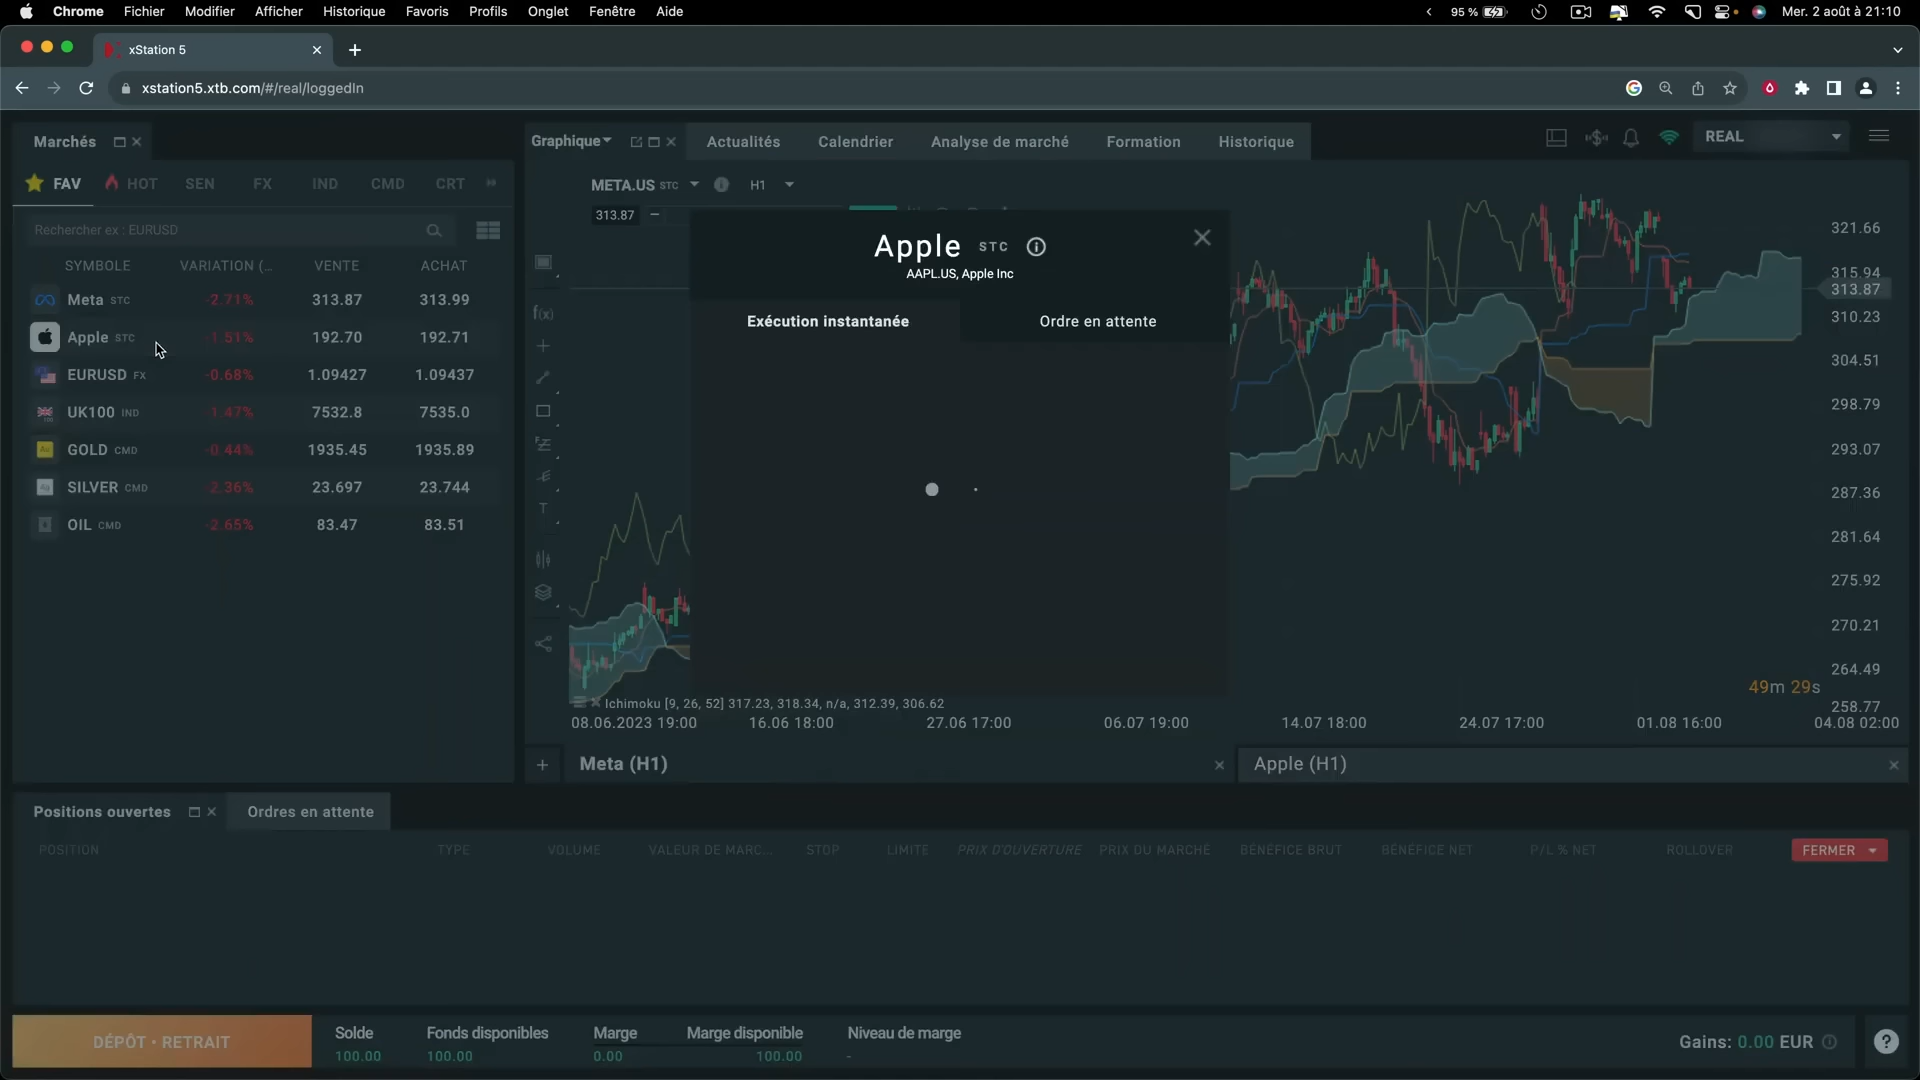 Chrome Fichier Modifier Afficher Historique Favoris Profils Onglet Fenêtre Aide 95 % Mer. 2 août à 21:10
xStation 5
xstation5.xtb.com/#/real/loggedIn
Marchés
Graphique Actualités Calendrier Analyse de marché Formation Historique REAL
FAV HOT SEN FX IND CMD CRT
META.US STC H1
313.87
Rechercher ex : EURUSD
SYMBOLE VARIATION (... VENTE ACHAT
Meta STC -2.71% 313.87 313.99
Apple STC -1.51% 192.70 192.71
EURUSD FX -0.68% 1.09427 1.09437
UK100 IND -1.47% 7532.8 7535.0
GOLD CMD -0.44% 1935.45 1935.89
SILVER CMD -2.36% 23.697 23.744
OIL CMD -2.65% 83.47 83.51
Apple STC
AAPL.US, Apple Inc
Exécution instantanée Ordre en attente
321.66
315.94
313.87
310.23
304.51
298.79
293.07
287.36
281.64
275.92
270.21
264.49
49m 29s
258.77
Ichimoku [9, 26, 52] 317.23, 318.34, n/a, 312.39, 306.62
08.06.2023 19:00 16.06 18:00 27.06 17:00 06.07 19:00 14.07 18:00 24.07 17:00 01.08 16:00 04.08 02:00
Meta (H1) Apple (H1)
Positions ouvertes Ordres en attente
POSITION TYPE VOLUME VALEUR DE MARC... STOP LIMITE PRIX D'OUVERTURE PRIX DU MARCHÉ BÉNÉFICE BRUT BÉNÉFICE NET P/L % NET ROLLOVER FERMER
DÉPÔT • RETRAIT
Solde Fonds disponibles Marge Marge disponible Niveau de marge
100.00 100.00 0.00 100.00 -
Gains: 0.00 EUR